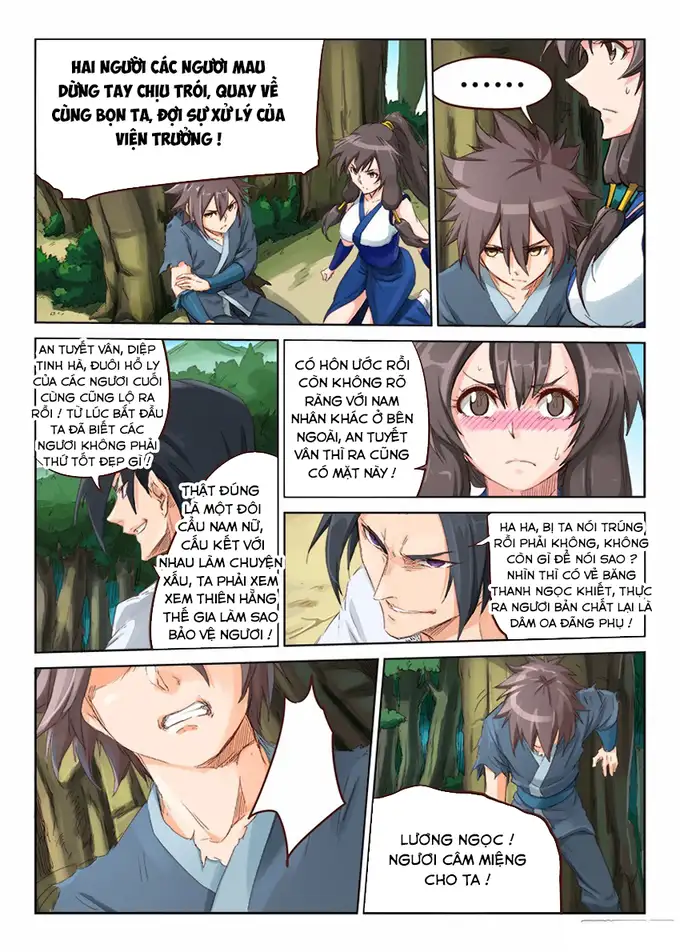 HAI NGƯỜI CÁC NGƯƠI MAU
DỪNG TAY CHỊU TRÓI, QUAY VỀ
CÙNG BỌN TA, ĐỢI SỰ XỬ LÝ CỦA
VIỆN TRƯỞNG !
......
AN TUYẾT VÂN, DIỆP
TINH HÀ, ĐUÔI HỒ LY
CỦA CÁC NGƯƠI CUỐI
CÙNG CŨNG LỘ RA
RỒI ! TỪ LÚC BẮT ĐẦU
TA ĐÃ BIẾT CÁC
NGƯƠI KHÔNG PHẢI
THỨ TỐT ĐẸP GÌ !
THẬT ĐÚNG
LÀ MỘT ĐÔI
CẨU NAM NỮ,
CẤU KẾT VỚI
NHAU LÀM CHUYỆN
XẤU, TA PHẢI XEM
XEM THIÊN HẰNG
THẾ GIA LÀM SAO
BẢO VỆ NGƯƠI !
CÓ HÔN ƯỚC RỒI
CÒN KHÔNG RÕ
RÀNG VỚI NAM
NHÂN KHÁC Ở BÊN
NGOÀI, AN TUYẾT
VÂN THÌ RA CŨNG
CÓ MẶT NÀY !
HA HA, BỊ TA NÓI TRÚNG
RỒI PHẢI KHÔNG, KHÔNG
CÒN GÌ ĐỂ NÓI SAO ?
NHÌN THÌ CÓ VẺ BĂNG
THANH NGỌC KHIẾT, THỰC
RA NGƯƠI BẢN CHẤT LẠI LÀ
DÂM OA ĐÃNG PHỤ !
LƯƠNG NGỌC !
NGƯƠI CÂM MIỆNG
CHO TA !